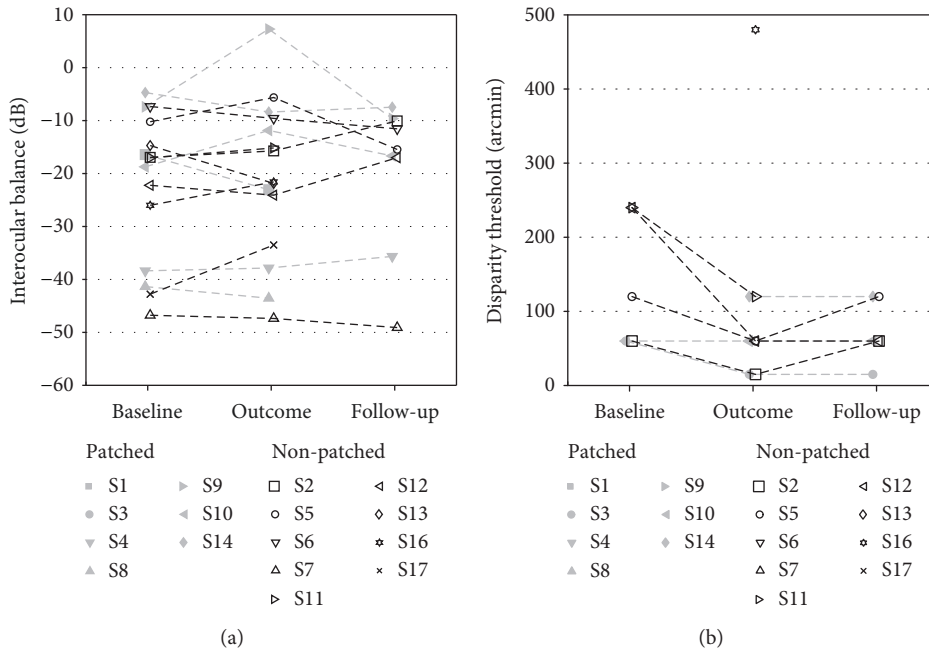 10
0
−10
−20
−30
−40
−50
−60
Interocular balance (dB)
Baseline Outcome Follow-up
Patched Non-patched
S1 S9 S2 S12
S3 S10 S5 S13
S4 S14 S6 S16
S8 S7 S17
S11
(a)
500
400
300
200
100
0
Disparity threshold (arcmin)
Baseline Outcome Follow-up
Patched Non-patched
S1 S9 S2 S12
S3 S10 S5 S13
S4 S14 S6 S16
S8 S7 S17
S11
(b)